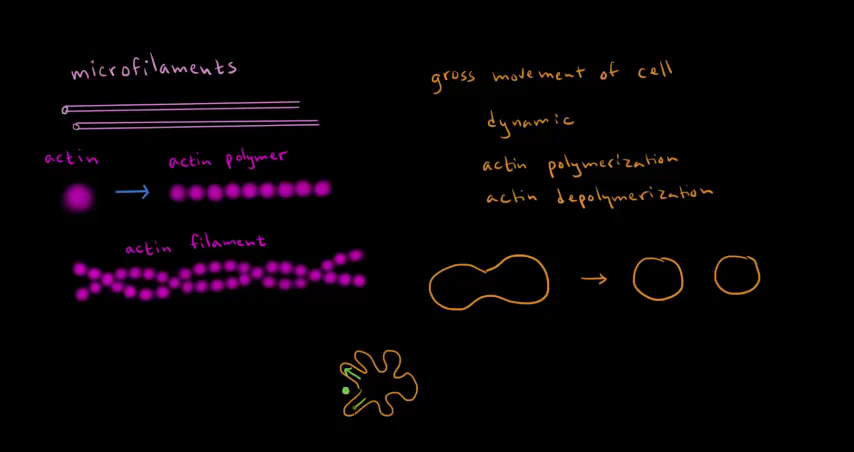 microfilaments
actin
actin polymer
actin filament
gross movement of cell
dynamic
actin polymerization
actin depolymerization